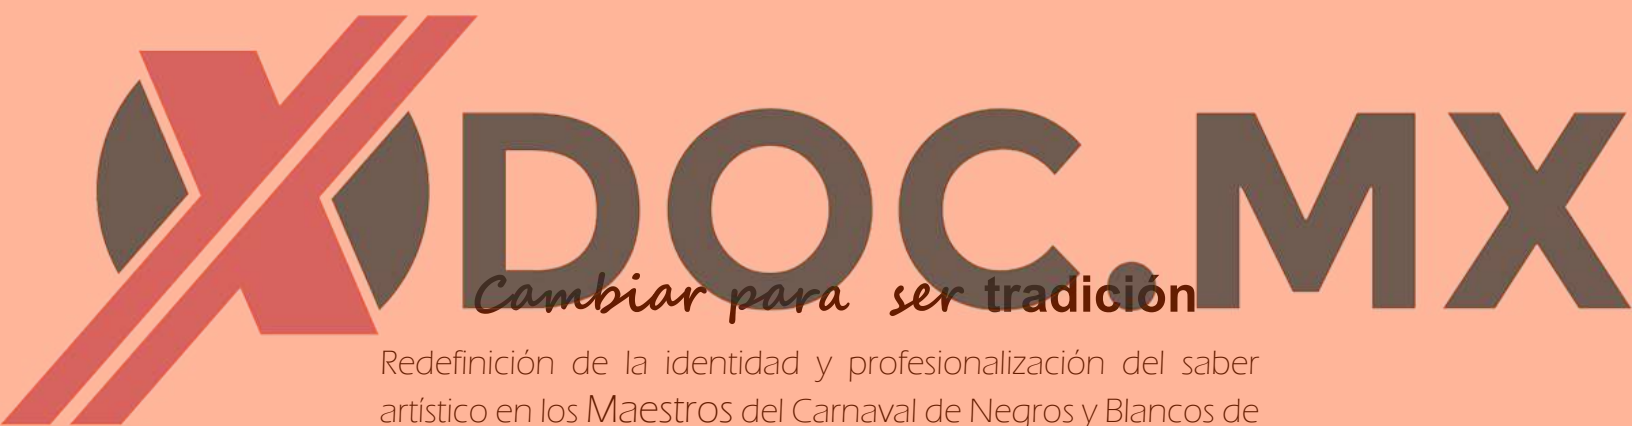 XDOC.MX
Cambiar para ser tradición
Redefinición de la identidad y profesionalización del saber
artístico en los Maestros del Carnaval de Negros y Blancos de